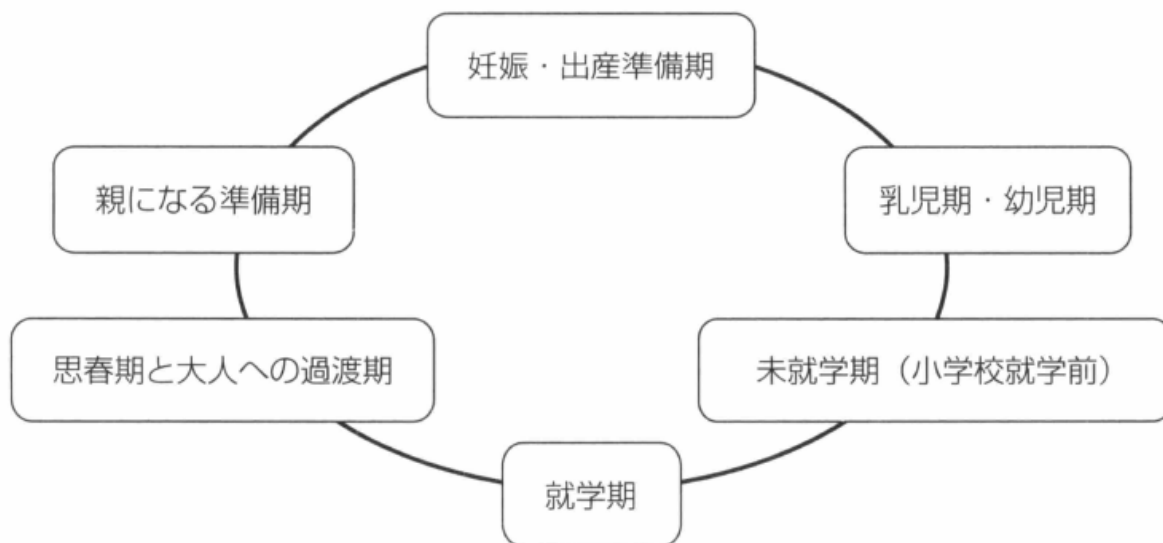 妊娠・出産準備期
親になる準備期
乳児期・幼児期
思春期と大人への過渡期
未就学期（小学校就学前）
就学期